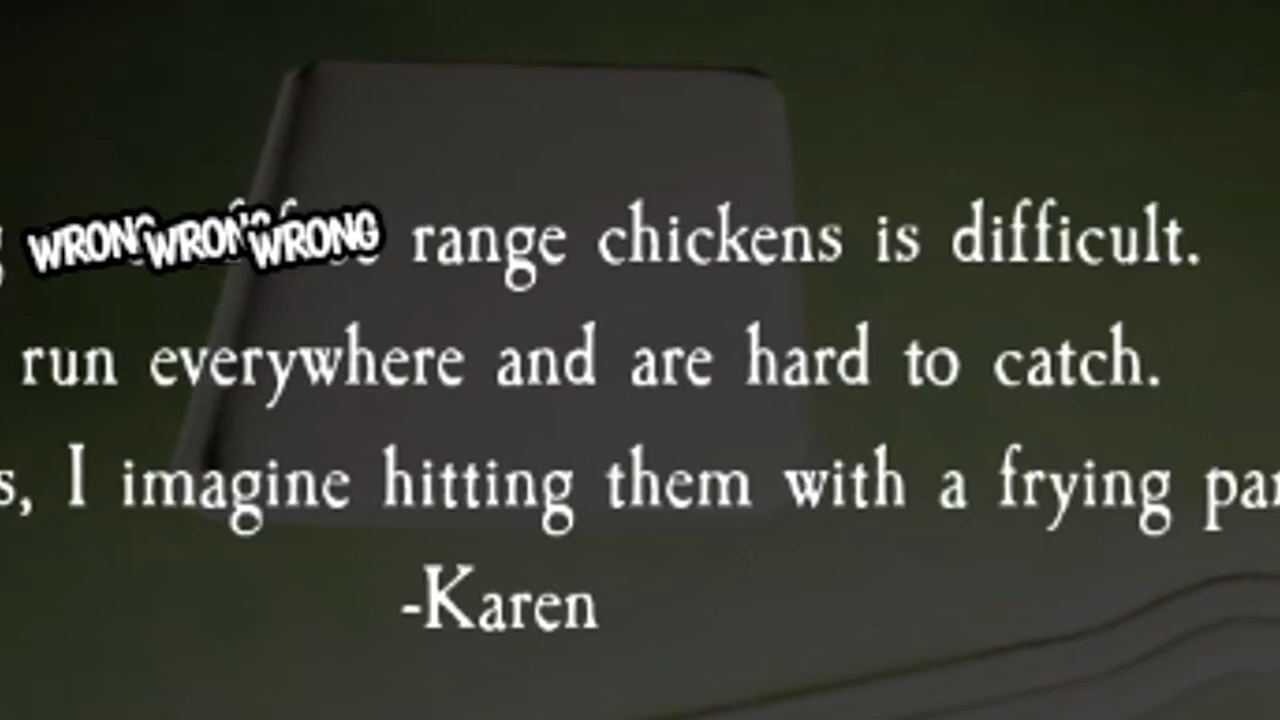 WRONG WRONG WRONG range chickens is difficult.
run everywhere and are hard to catch.
I imagine hitting them with a frying
-Karen